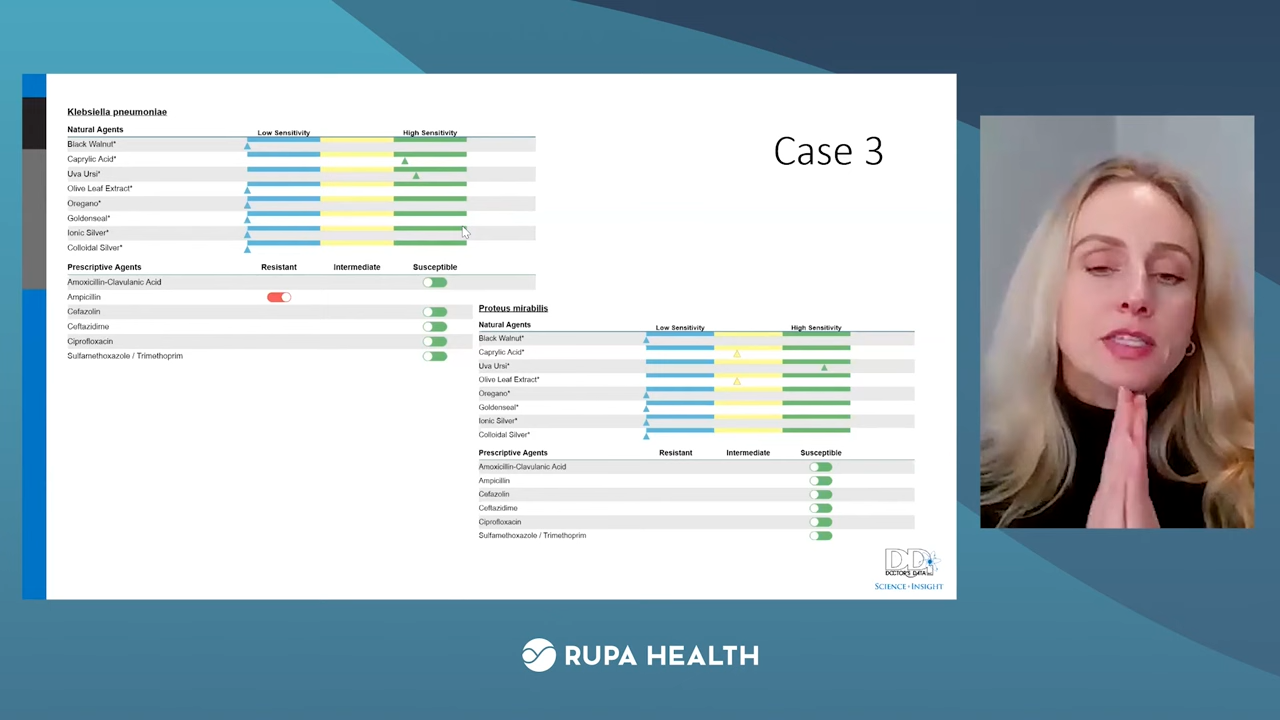 Klebsiella pneumoniae
Natural Agents
Low Sensitivity High Sensitivity
Black Walnut*
Caprylic Acid*
Uva Ursi*
Olive Leaf Extract*
Oregano*
Goldenseal*
Ionic Silver*
Colloidal Silver*
Prescriptive Agents Resistant Intermediate Susceptible
Amoxicillin-Clavulanic Acid
Ampicillin
Cefazolin
Ceftazidime
Ciprofloxacin
Sulfamethoxazole / Trimethoprim
Case 3
Proteus mirabilis
Natural Agents
Low Sensitivity High Sensitivity
Black Walnut*
Caprylic Acid*
Uva Ursi*
Olive Leaf Extract*
Oregano*
Goldenseal*
Ionic Silver*
Colloidal Silver*
Prescriptive Agents Resistant Intermediate Susceptible
Amoxicillin-Clavulanic Acid
Ampicillin
Cefazolin
Ceftazidime
Ciprofloxacin
Sulfamethoxazole / Trimethoprim
DDI
DOCTOR'S DATA INC
SCIENCE + INSIGHT
RUPA HEALTH